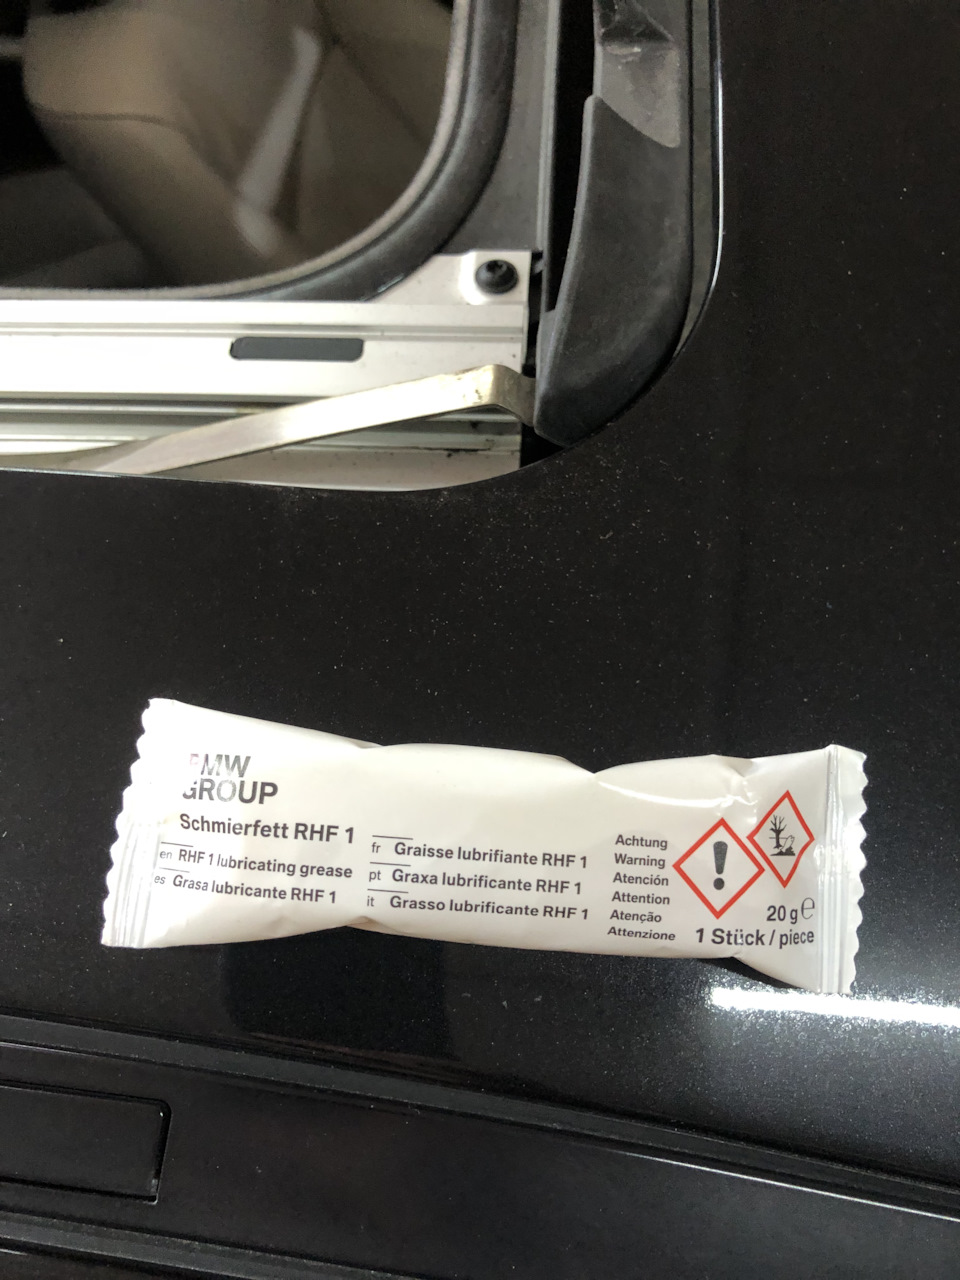 BMW
GROUP
Schmierfett RHF 1
en RHF 1 lubricating grease
es Grasa lubricante RHF 1
fr Graisse lubrifiante RHF 1
pt Graxa lubrificante RHF 1
it Grasso lubrificante RHF 1
Achtung
Warning
Atención
Attention
Atenção
Attenzione
20 g ℮
1 Stück / piece